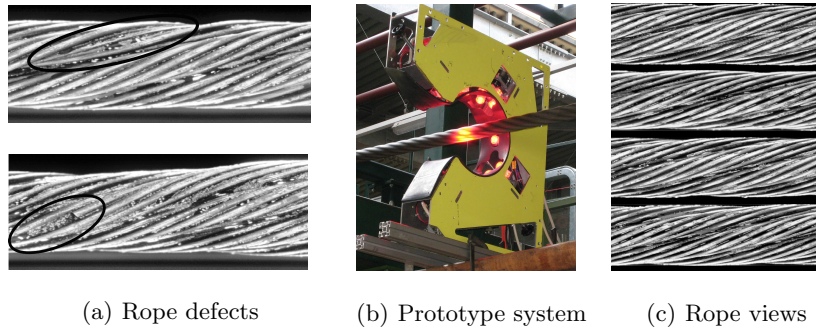 (a) Rope defects
(b) Prototype system
(c) Rope views